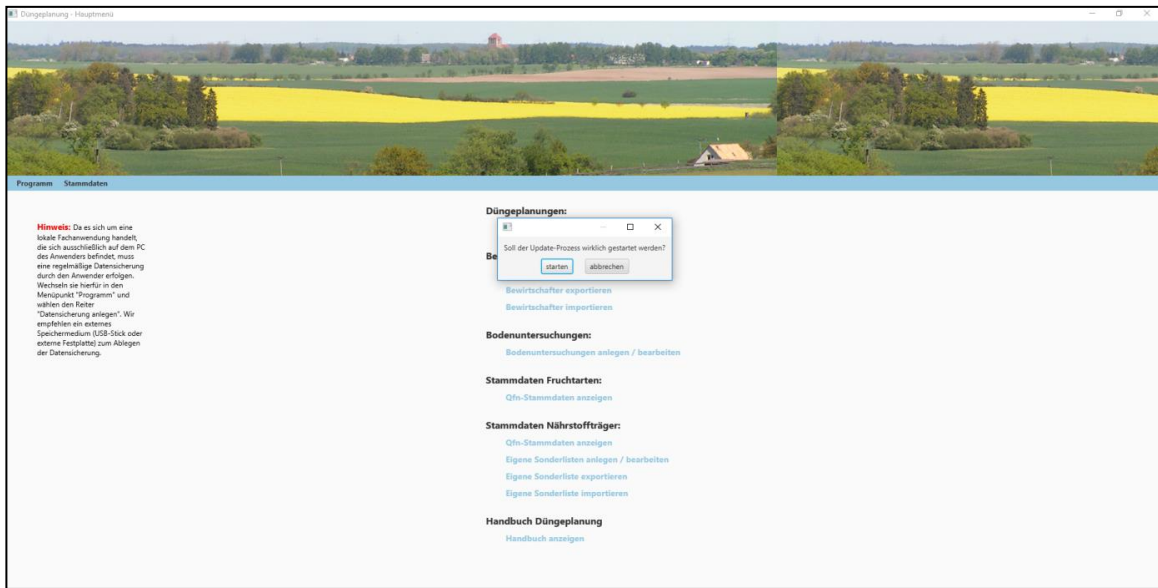 Düngeplanung - Hauptmenü
Programm Stammdaten
Hinweis: Da es sich um eine
lokale Fachanwendung handelt,
die sich ausschließlich auf dem PC
des Anwenders befindet, muss
eine regelmäßige Datensicherung
durch den Anwender erfolgen.
Wechseln sie hierfür in den
Menüpunkt "Programm" und
wählen den Reiter
"Datensicherung anlegen". Wir
empfehlen ein externes
Speichermedium (USB-Stick oder
externe Festplatte) zum Ablegen
der Datensicherung.
Düngeplanungen:
Soll der Update-Prozess wirklich gestartet werden?
Be
starten abbrechen
Bewirtschafter exportieren
Bewirtschafter importieren
Bodenuntersuchungen:
Bodenuntersuchungen anlegen / bearbeiten
Stammdaten Fruchtarten:
Qfn-Stammdaten anzeigen
Stammdaten Nährstoffträger:
Qfn-Stammdaten anzeigen
Eigene Sonderlisten anlegen / bearbeiten
Eigene Sonderliste exportieren
Eigene Sonderliste importieren
Handbuch Düngeplanung
Handbuch anzeigen